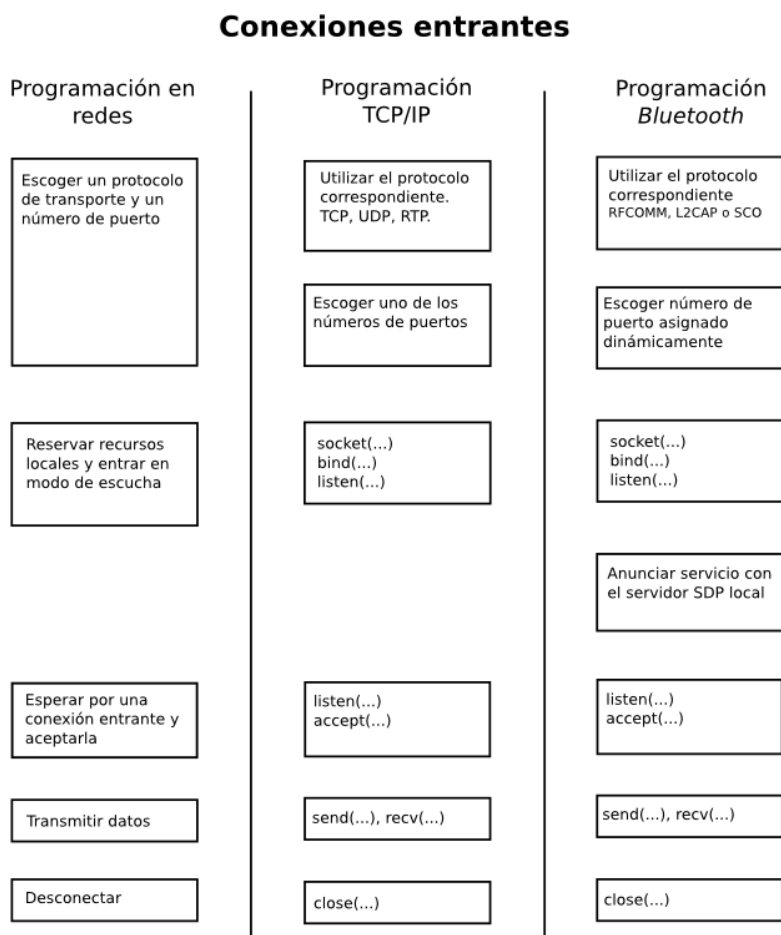 Conexiones entrantes
Programación en
redes
Programación
TCP/IP
Programación
Bluetooth
Escoger un protocolo
de transporte y un
número de puerto
Utilizar el protocolo
correspondiente.
TCP, UDP, RTP.
Utilizar el protocolo
correspondiente
RFCOMM, L2CAP o SCO
Escoger uno de los
números de puertos
Escoger número de
puerto asignado
dinámicamente
Reservar recursos
locales y entrar en
modo de escucha
socket(...)
bind(...)
listen(...)
socket(...)
bind(...)
listen(...)
Anunciar servicio con
el servidor SDP local
Esperar por una
conexión entrante y
aceptarla
listen(...)
accept(...)
listen(...)
accept(...)
Transmitir datos
send(...), recv(...)
send(...), recv(...)
Desconectar
close(...)
close(...)